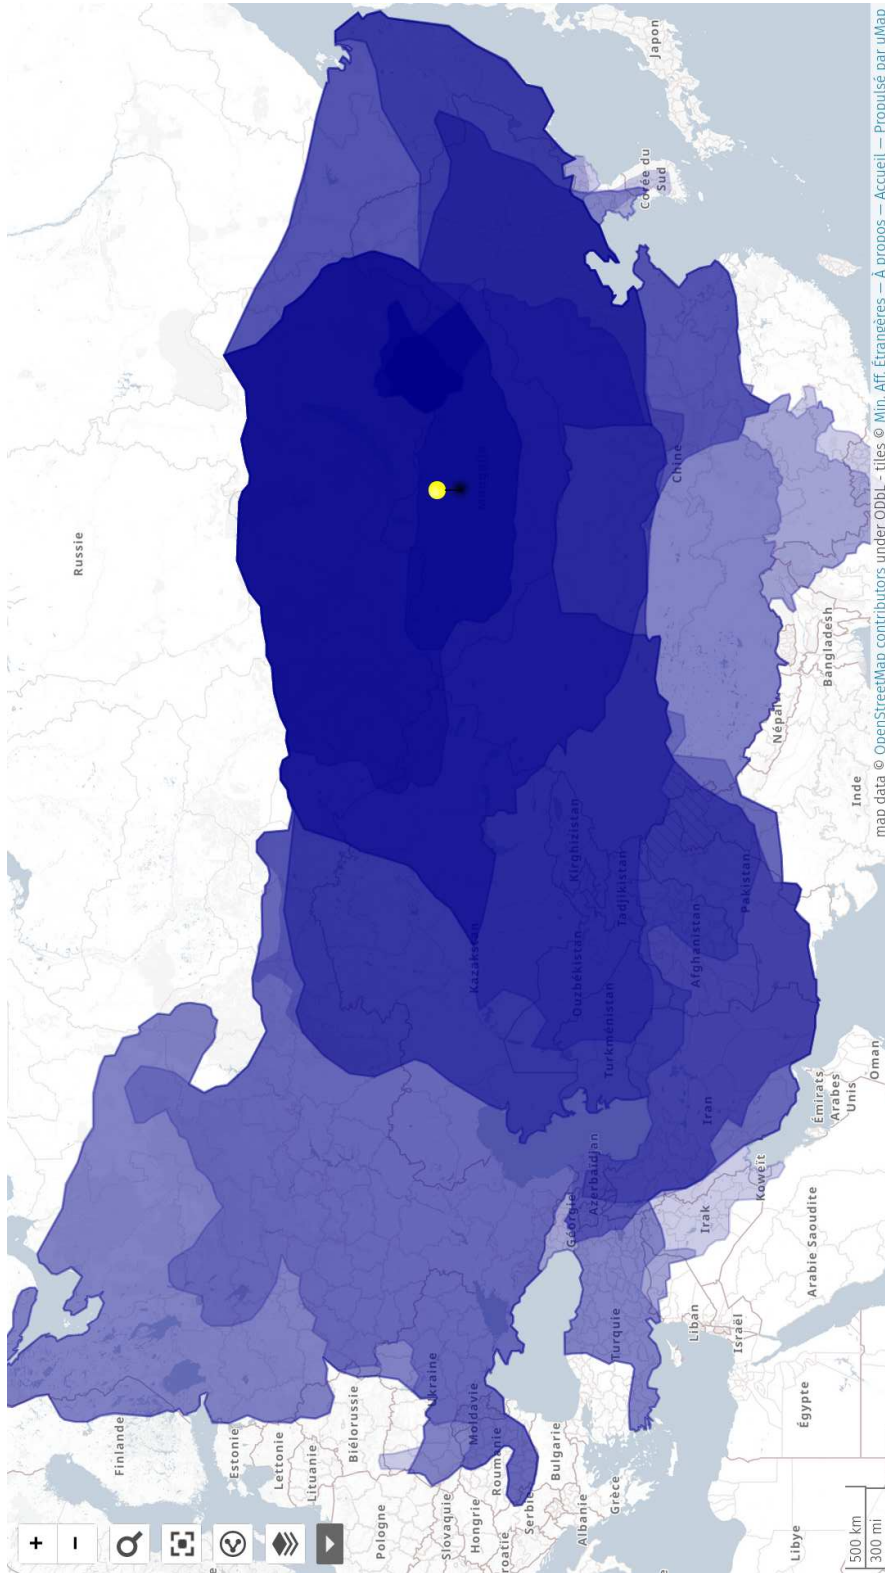 +
−
Russie
Finlande
Estonie
Lettonie
Lituanie
Biélorussie
Pologne
Ukraine
Slovaquie
Moldavie
Hongrie
Roumanie
roatie
Serbie
Bulgarie
Albanie
Grèce
Turquie
Géorgie
Azerbaïdjan
Kazakstan
Ouzbékistan
Kirghizistan
Turkménistan
Tadjikistan
Mongolie
Chine
Corée du
Sud
Japon
Liban
Israël
Irak
Iran
Koweït
Afghanistan
Pakistan
Népal
Bangladesh
Inde
Libye
Égypte
Arabie Saoudite
Émirats
Arabes
Unis
Oman
500 km
300 mi
map data © OpenStreetMap contributors under ODbL - tiles © Min. Aff. Étrangères — À propos — Accueil — Propulsé par uMap